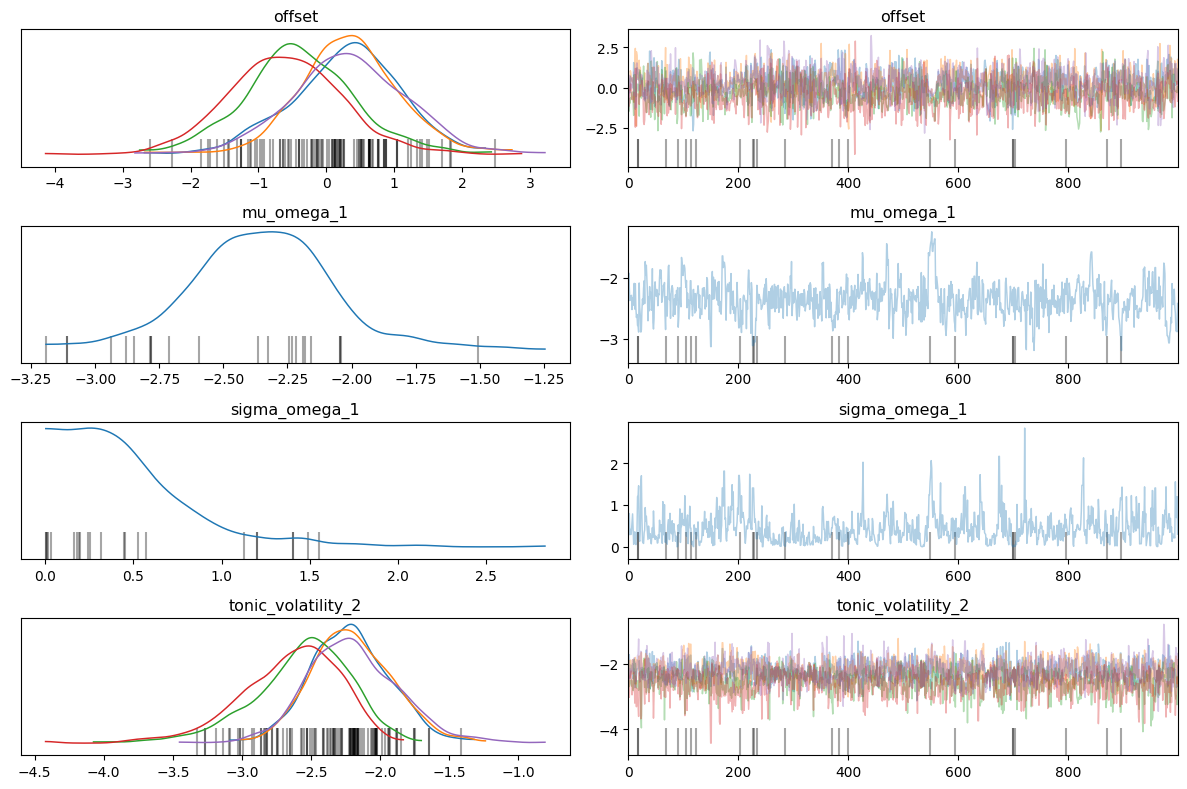 offset
offset
−4 −3 −2 −1 0 1 2 3
2.5
0.0
−2.5
0 200 400 600 800
mu_omega_1
mu_omega_1
−3.25 −3.00 −2.75 −2.50 −2.25 −2.00 −1.75 −1.50 −1.25
−2
−3
0 200 400 600 800
sigma_omega_1
sigma_omega_1
0.0 0.5 1.0 1.5 2.0 2.5
2
1
0
0 200 400 600 800
tonic_volatility_2
tonic_volatility_2
−4.5 −4.0 −3.5 −3.0 −2.5 −2.0 −1.5 −1.0
−2
−4
0 200 400 600 800